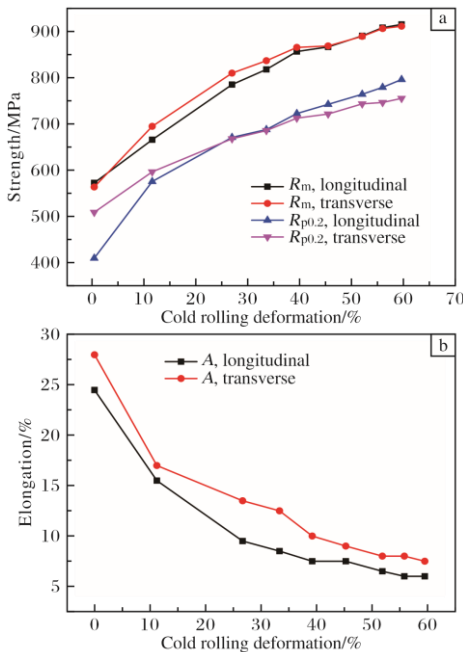 a
900
800
700
600
500
400
Strength/MPa
Rm, longitudinal
Rm, transverse
Rp0.2, longitudinal
Rp0.2, transverse
0 10 20 30 40 50 60 70
Cold rolling deformation/%
b
30
25
20
15
10
5
Elongation/%
A, longitudinal
A, transverse
0 10 20 30 40 50 60
Cold rolling deformation/%